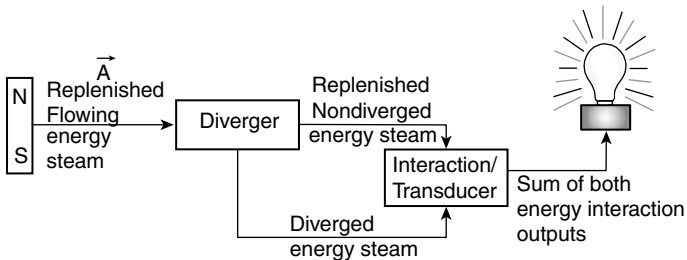 N
S
A
Replenished
Flowing
energy
steam
Diverger
Replenished
Nondiverged
energy steam
Diverged
energy steam
Interaction/
Transducer
Sum of both
energy interaction
outputs